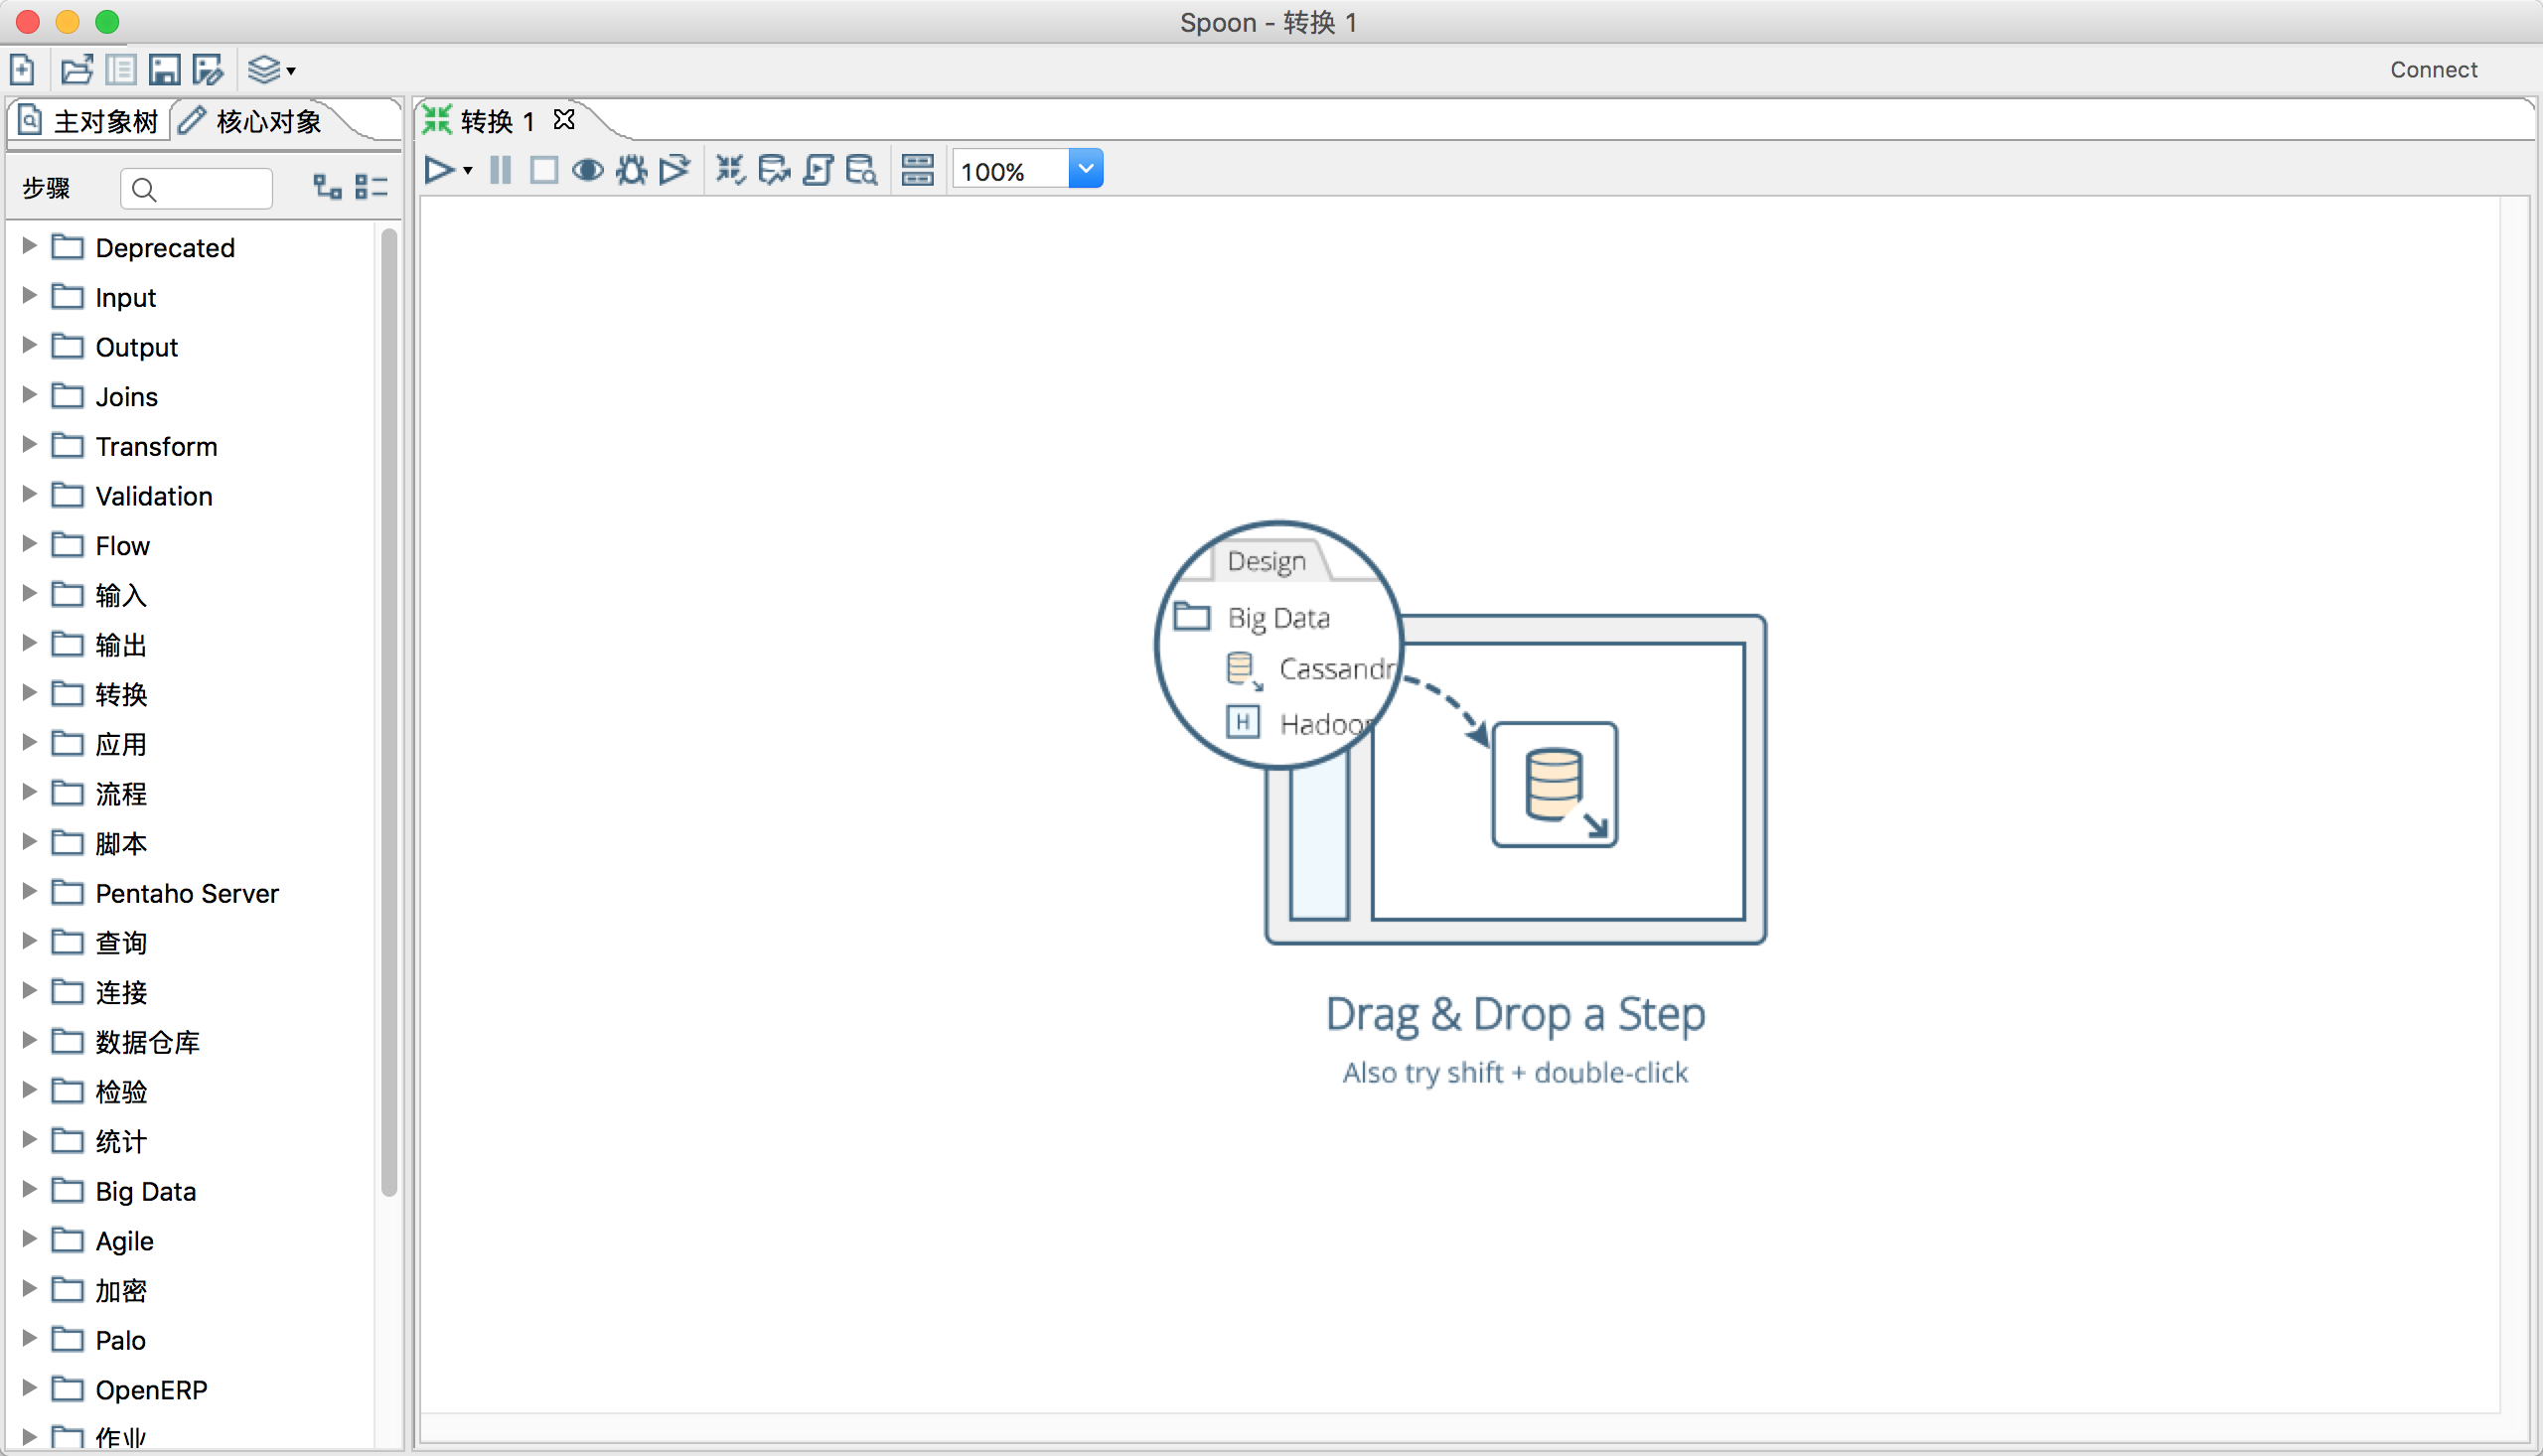 Spoon - 转换 1
Connect
主对象树 核心对象
转换 1
100%
步骤
Deprecated
Input
Output
Joins
Transform
Validation
Flow
输入
输出
转换
应用
流程
脚本
Pentaho Server
查询
连接
数据仓库
检验
统计
Big Data
Agile
加密
Palo
OpenERP
作业
Design
Big Data
Cassandr
H Hadoop
Drag & Drop a Step
Also try shift + double-click